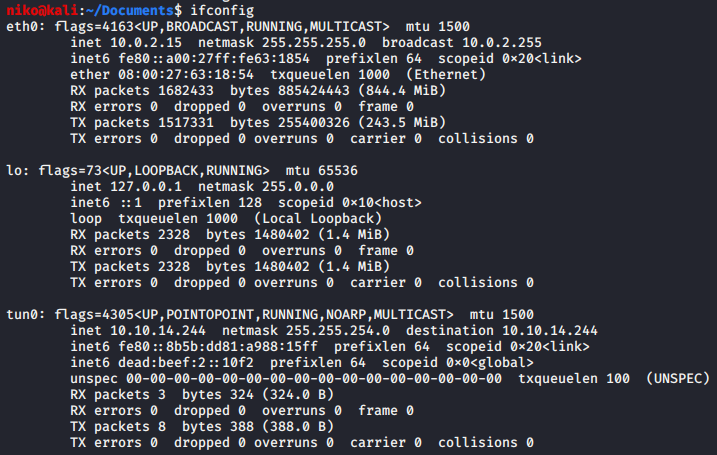 niko@kali:~/Documents$ ifconfig
eth0: flags=4163<UP,BROADCAST,RUNNING,MULTICAST>  mtu 1500
        inet 10.0.2.15  netmask 255.255.255.0  broadcast 10.0.2.255
        inet6 fe80::a00:27ff:fe63:1854  prefixlen 64  scopeid 0×20<link>
        ether 08:00:27:63:18:54  txqueuelen 1000  (Ethernet)
        RX packets 1682433  bytes 885424443 (844.4 MiB)
        RX errors 0  dropped 0  overruns 0  frame 0
        TX packets 1517331  bytes 255400326 (243.5 MiB)
        TX errors 0  dropped 0 overruns 0  carrier 0  collisions 0

lo: flags=73<UP,LOOPBACK,RUNNING>  mtu 65536
        inet 127.0.0.1  netmask 255.0.0.0
        inet6 ::1  prefixlen 128  scopeid 0×10<host>
        loop  txqueuelen 1000  (Local Loopback)
        RX packets 2328  bytes 1480402 (1.4 MiB)
        RX errors 0  dropped 0  overruns 0  frame 0
        TX packets 2328  bytes 1480402 (1.4 MiB)
        TX errors 0  dropped 0 overruns 0  carrier 0  collisions 0

tun0: flags=4305<UP,POINTOPOINT,RUNNING,NOARP,MULTICAST>  mtu 1500
        inet 10.10.14.244  netmask 255.255.254.0  destination 10.10.14.244
        inet6 fe80::8b5b:dd81:a988:15ff  prefixlen 64  scopeid 0×20<link>
        inet6 dead:beef:2::10f2  prefixlen 64  scopeid 0×0<global>
        unspec 00-00-00-00-00-00-00-00-00-00-00-00-00-00-00-00  txqueuelen 100  (UNSPEC)
        RX packets 3  bytes 324 (324.0 B)
        RX errors 0  dropped 0  overruns 0  frame 0
        TX packets 8  bytes 388 (388.0 B)
        TX errors 0  dropped 0 overruns 0  carrier 0  collisions 0